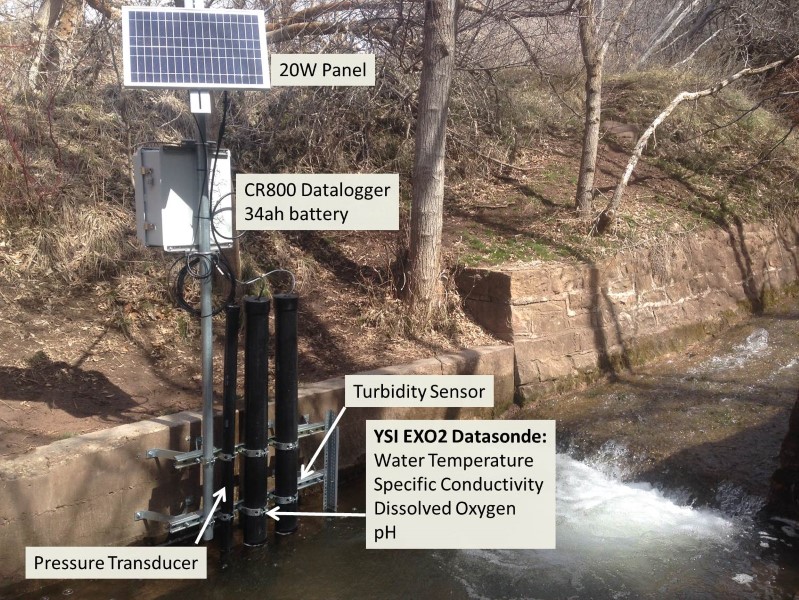 20W Panel
CR800 Datalogger
34ah battery
Turbidity Sensor
YSI EXO2 Datasonde:
Water Temperature
Specific Conductivity
Dissolved Oxygen
pH
Pressure Transducer